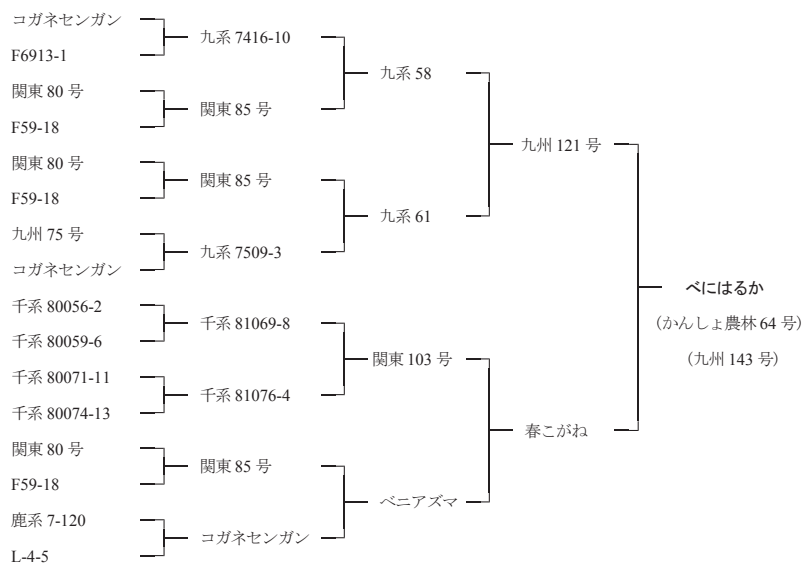 コガネセンガン
F6913-1
関東 80 号
F59-18
関東 80 号
F59-18
九州 75 号
コガネセンガン
千系 80056-2
千系 80059-6
千系 80071-11
千系 80074-13
関東 80 号
F59-18
鹿系 7-120
L-4-5
九系 7416-10
関東 85 号
関東 85 号
九系 7509-3
千系 81069-8
千系 81076-4
関東 85 号
コガネセンガン
九系 58
九系 61
関東 103 号
ベニアズマ
九州 121 号
春こがね
べにはるか
(かんしょ農林 64 号)
(九州 143 号)